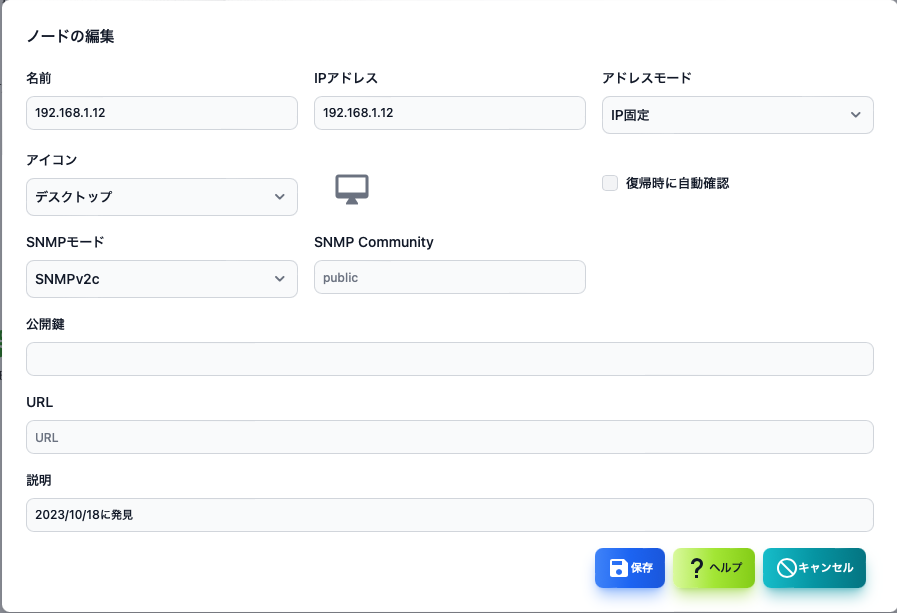 ノードの編集
名前
IPアドレス
アドレスモード
192.168.1.12
192.168.1.12
IP固定
アイコン
デスクトップ
復帰時に自動確認
SNMPモード
SNMP Community
SNMPv2c
public
公開鍵
URL
URL
説明
2023/10/18に発見
保存
? ヘルプ
キャンセル